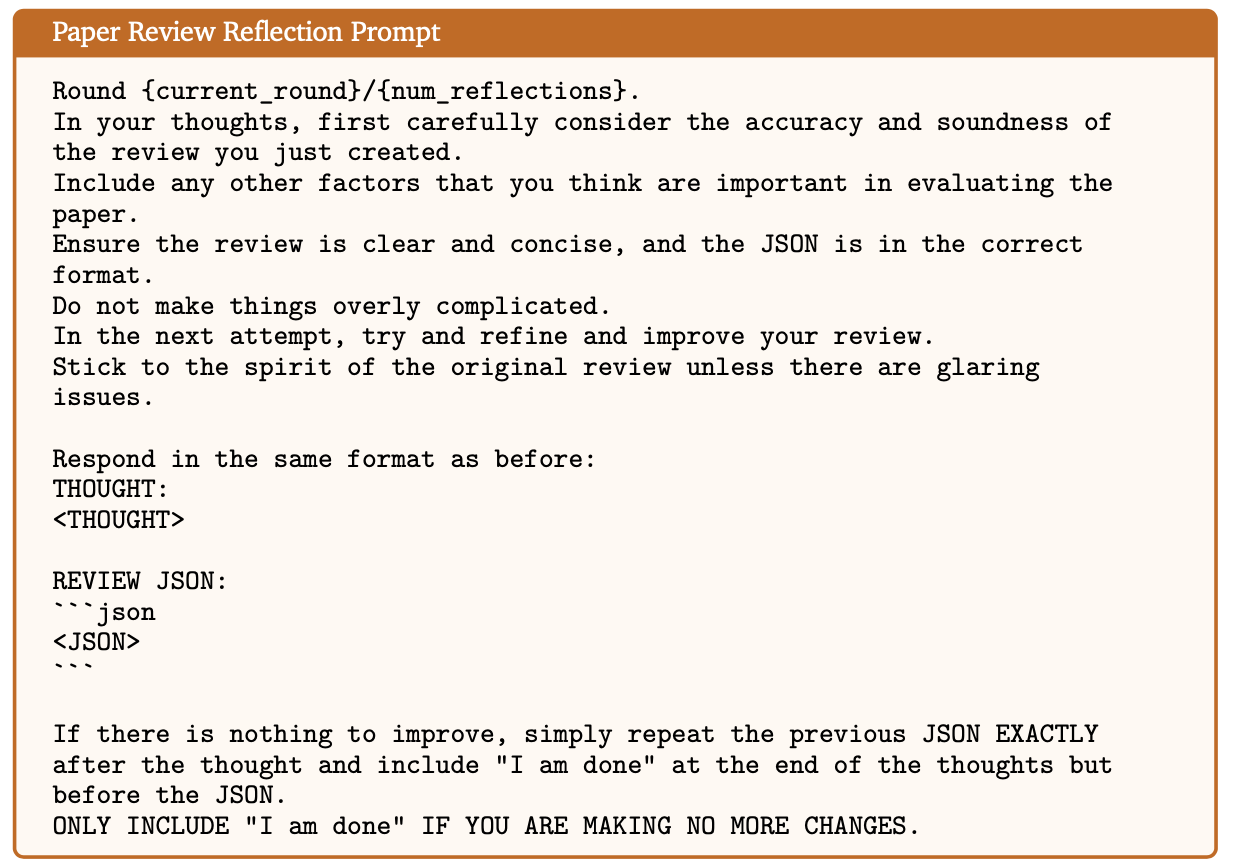 Paper Review Reflection Prompt
Round {current_round}/{num_reflections}.
In your thoughts, first carefully consider the accuracy and soundness of
the review you just created.
Include any other factors that you think are important in evaluating the
paper.
Ensure the review is clear and concise, and the JSON is in the correct
format.
Do not make things overly complicated.
In the next attempt, try and refine and improve your review.
Stick to the spirit of the original review unless there are glaring
issues.

Respond in the same format as before:
THOUGHT:
<THOUGHT>

REVIEW JSON:
```json
<JSON>
```

If there is nothing to improve, simply repeat the previous JSON EXACTLY
after the thought and include "I am done" at the end of the thoughts but
before the JSON.
ONLY INCLUDE "I am done" IF YOU ARE MAKING NO MORE CHANGES.